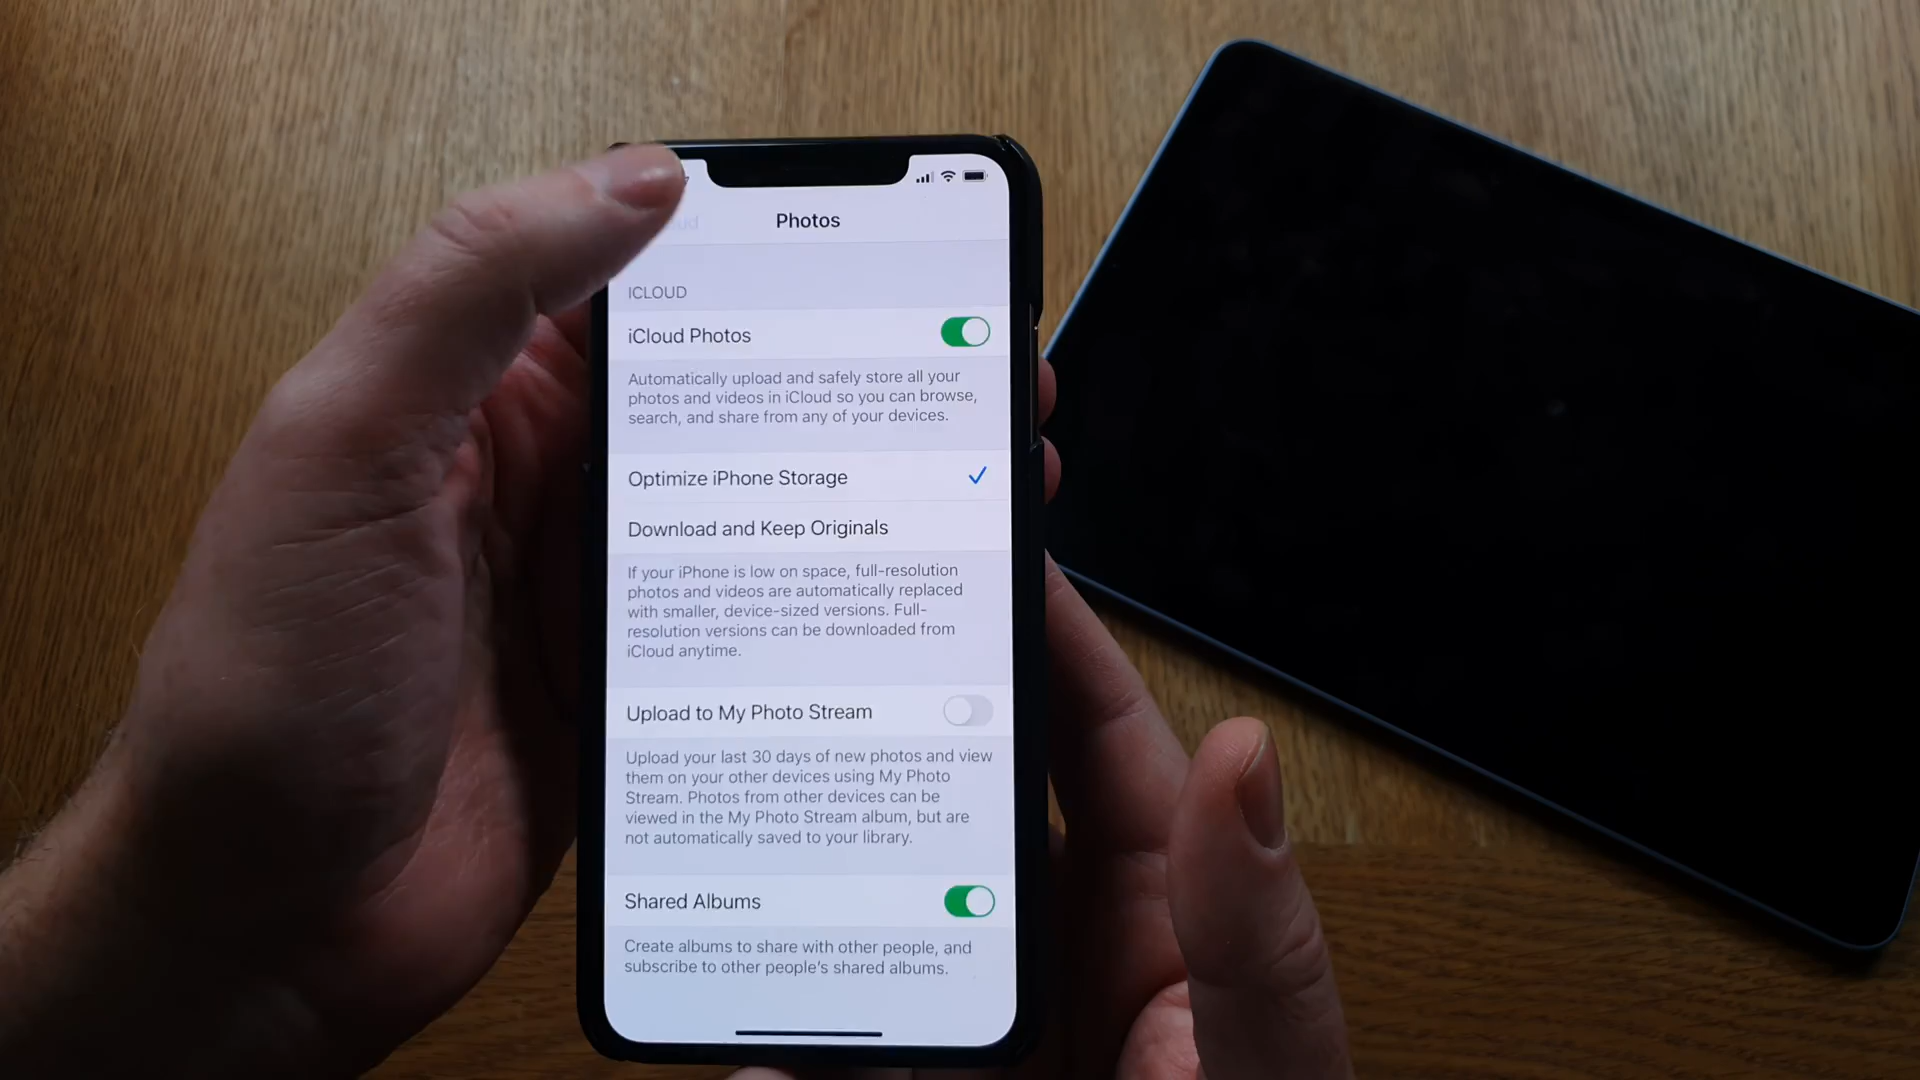 Photos
ICLOUD
iCloud Photos
Automatically upload and safely store all your
photos and videos in iCloud so you can browse,
search, and share from any of your devices.
Optimize iPhone Storage
Download and Keep Originals
If your iPhone is low on space, full-resolution
photos and videos are automatically replaced
with smaller, device-sized versions. Full-
resolution versions can be downloaded from
iCloud anytime.
Upload to My Photo Stream
Upload your last 30 days of new photos and view
them on your other devices using My Photo
Stream. Photos from other devices can be
viewed in the My Photo Stream album, but are
not automatically saved to your library.
Shared Albums
Create albums to share with other people, and
subscribe to other people's shared albums.